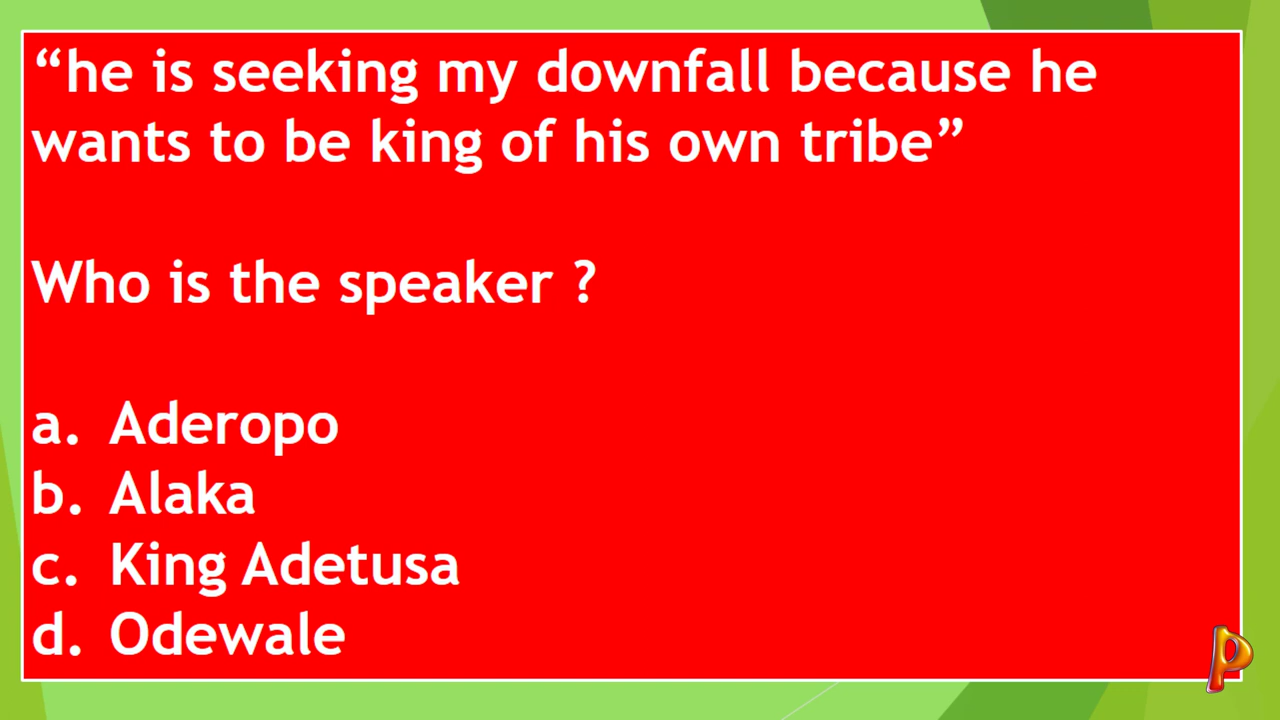 “he is seeking my downfall because he
wants to be king of his own tribe”
Who is the speaker ?
a. Aderopo
b. Alaka
c. King Adetusa
d. Odewale
P